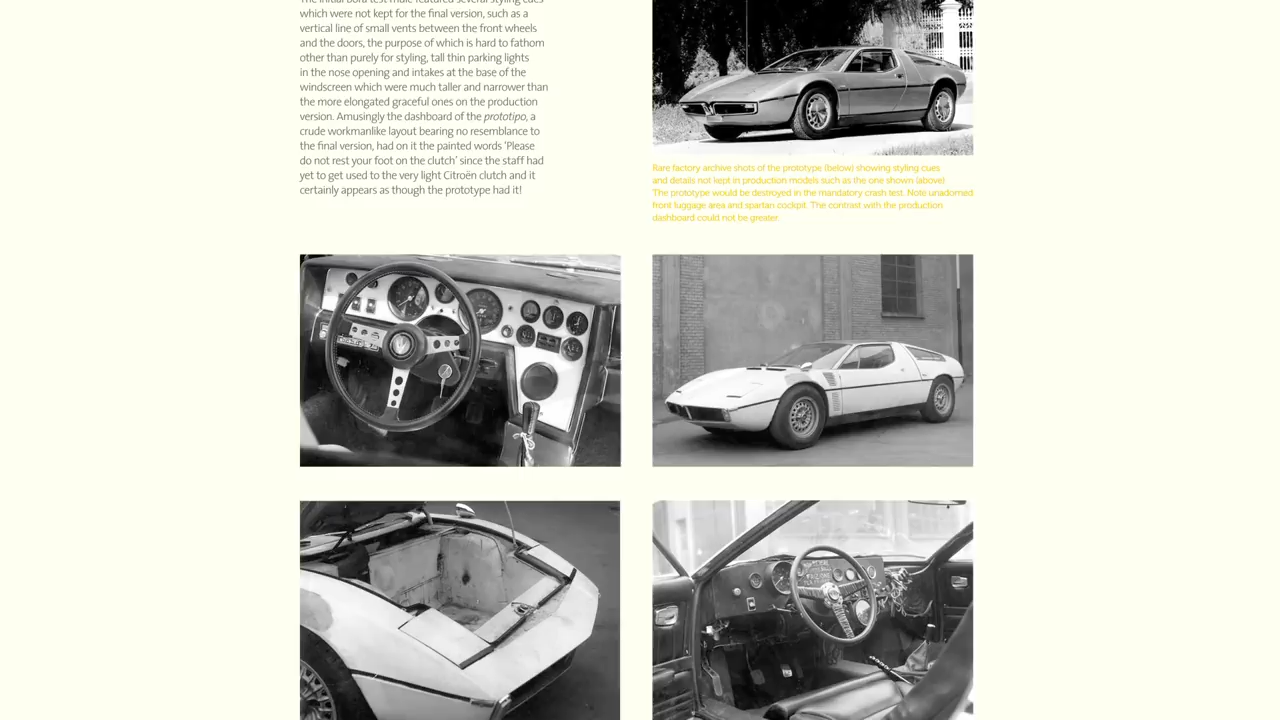 The initial Bora test mule featured several styling cues
which were not kept for the final version, such as a
vertical line of small vents between the front wheels
and the doors, the purpose of which is hard to fathom
other than purely for styling, tall thin parking lights
in the nose opening and intakes at the base of the
windscreen which were much taller and narrower than
the more elongated graceful ones on the production
version. Amusingly the dashboard of the prototipo, a
crude workmanlike layout bearing no resemblance to
the final version, had on it the painted words ‘Please
do not rest your foot on the clutch’ since the staff had
yet to get used to the very light Citroën clutch and it
certainly appears as though the prototype had it!
Rare factory archive shots of the prototype (below) showing styling cues
and details not kept in production models such as the one shown (above)
The prototype would be destroyed in the mandatory crash test. Note unadorned
front luggage area and spartan cockpit. The contrast with the production
dashboard could not be greater.